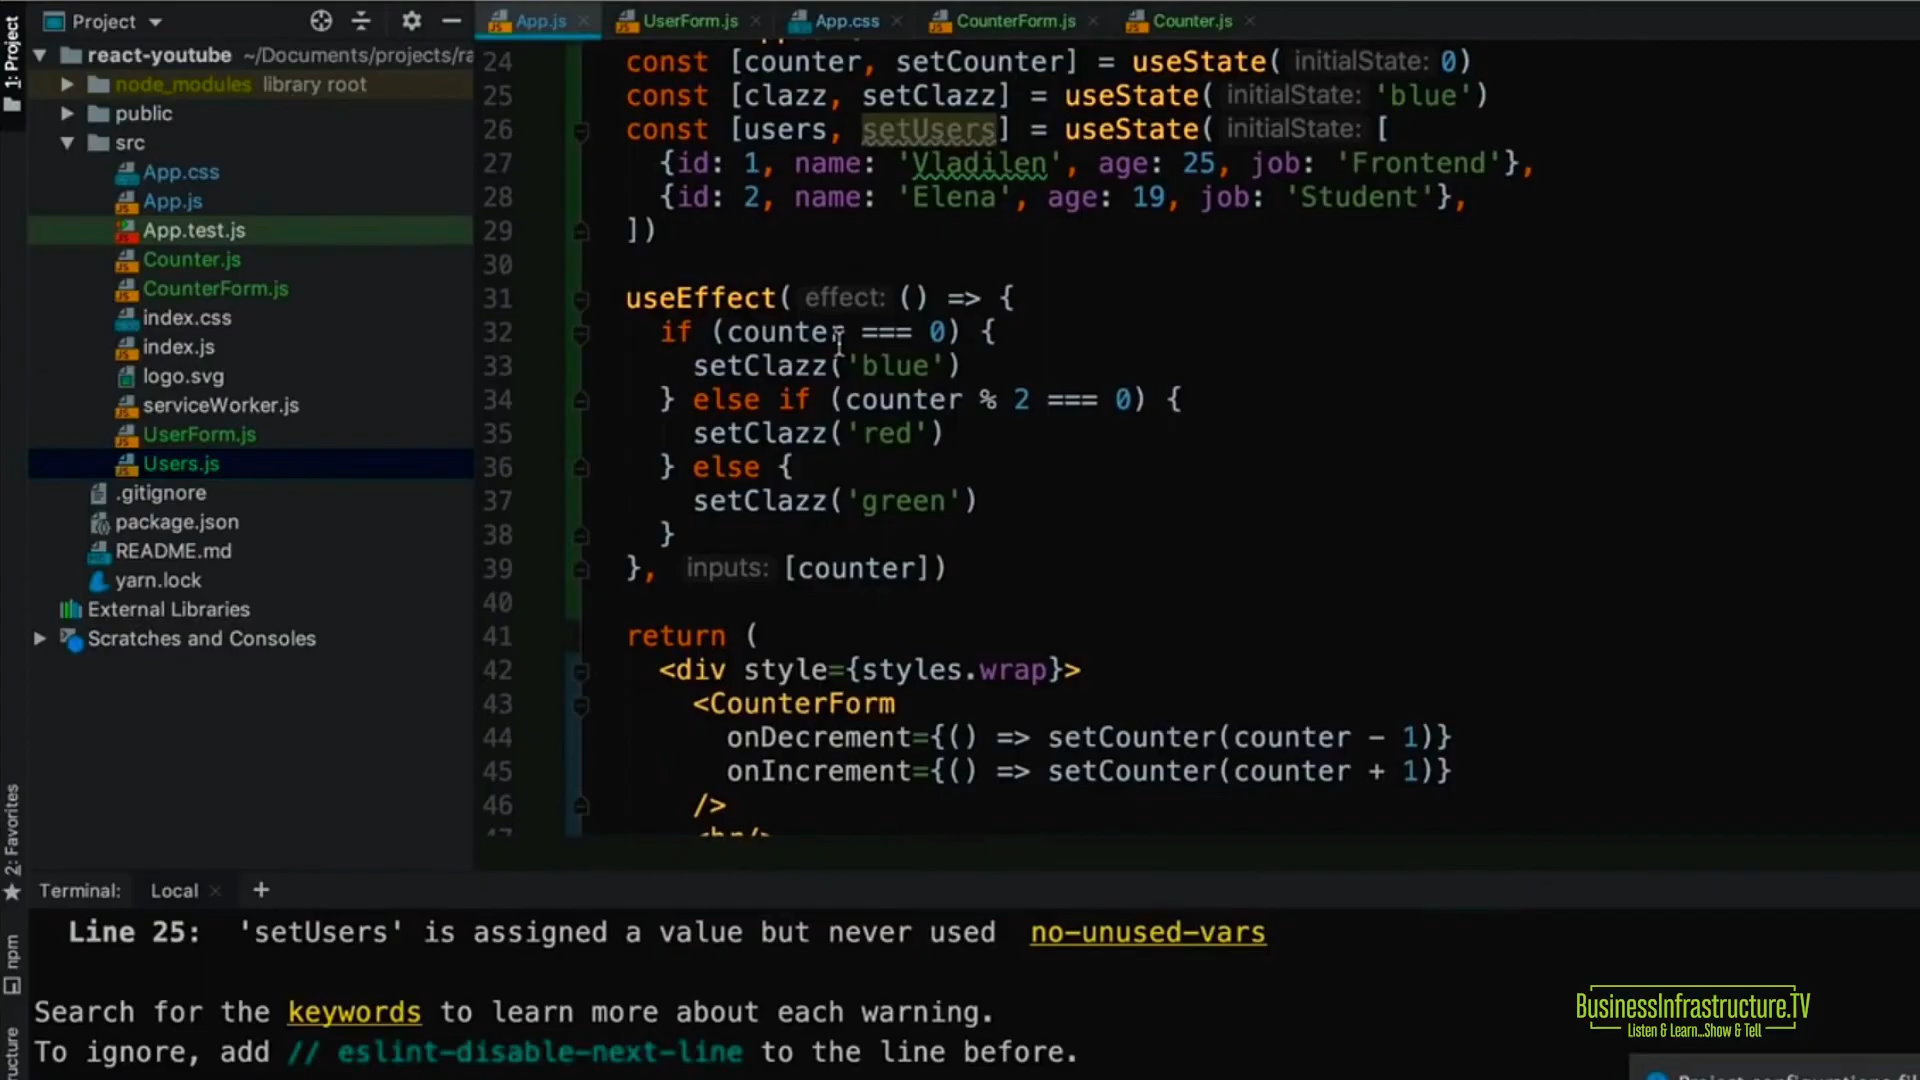 1: Project
Project
react-youtube ~/Documents/projects/ra
node_modules library root
public
src
App.css
App.js
App.test.js
Counter.js
CounterForm.js
index.css
index.js
logo.svg
serviceWorker.js
UserForm.js
Users.js
.gitignore
package.json
README.md
yarn.lock
External Libraries
Scratches and Consoles
App.js
UserForm.js
App.css
CounterForm.js
Counter.js
24 const [counter, setCounter] = useState( initialState: 0)
25 const [clazz, setClazz] = useState( initialState: 'blue')
26 const [users, setUsers] = useState( initialState: [
27 {id: 1, name: 'Vladilen', age: 25, job: 'Frontend'},
28 {id: 2, name: 'Elena', age: 19, job: 'Student'},
29 ])
30
31 useEffect( effect: () => {
32 if (counter === 0) {
33 setClazz('blue')
34 } else if (counter % 2 === 0) {
35 setClazz('red')
36 } else {
37 setClazz('green')
38 }
39 }, inputs: [counter])
40
41 return (
42 <div style={styles.wrap}>
43 <CounterForm
44 onDecrement={() => setCounter(counter - 1)}
45 onIncrement={() => setCounter(counter + 1)}
46 />
47 <hr/>
2: Favorites
npm
Terminal: Local +
Line 25: 'setUsers' is assigned a value but never used no-unused-vars
Search for the keywords to learn more about each warning.
To ignore, add // eslint-disable-next-line to the line before.
BusinessInfrastructure.TV
Listen & Learn...Show & Tell